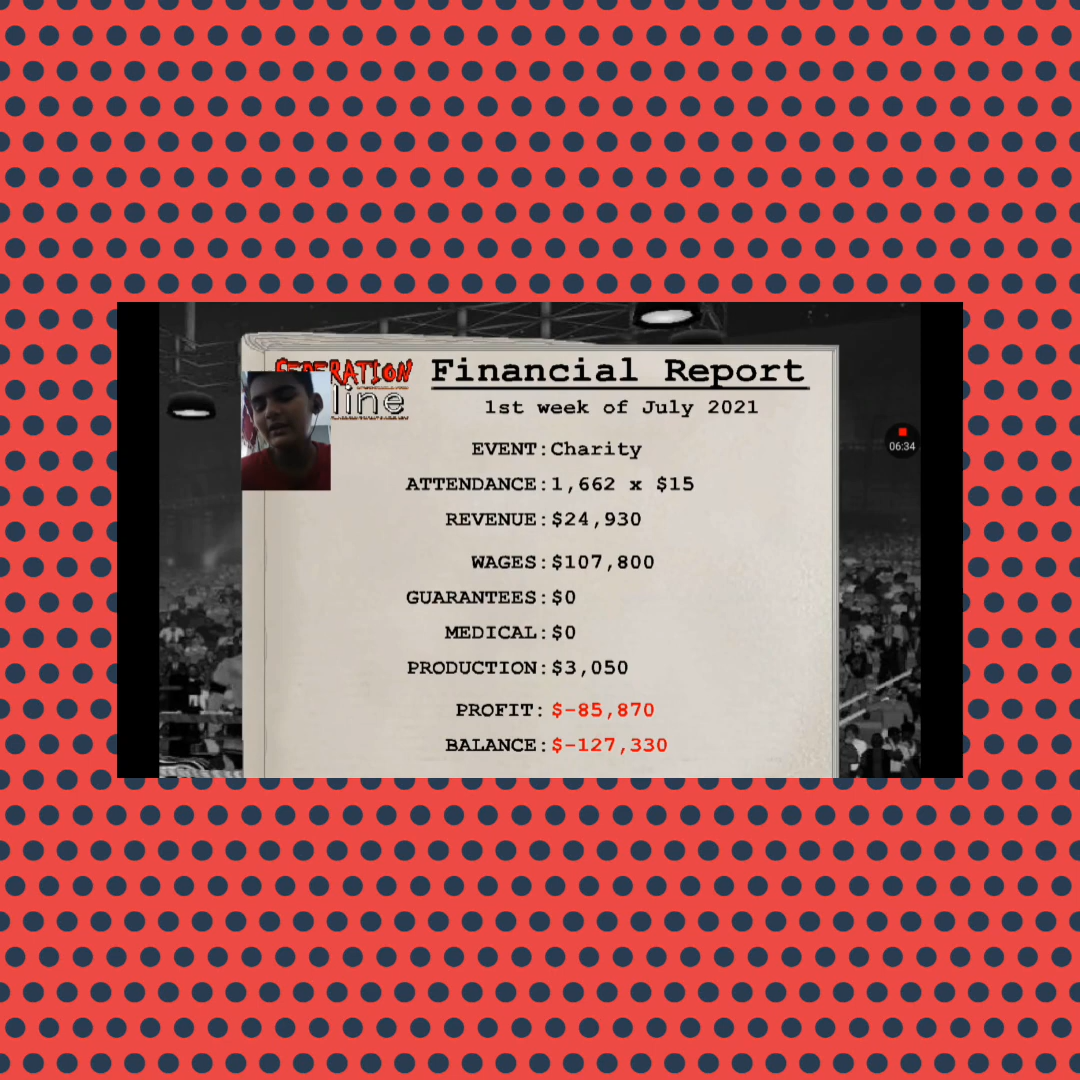 FEDERATION
line
Financial Report
1st week of July 2021
EVENT:Charity
ATTENDANCE:1,662 x $15
REVENUE:$24,930
WAGES:$107,800
GUARANTEES:$0
MEDICAL:$0
PRODUCTION:$3,050
PROFIT:$-85,870
BALANCE:$-127,330
06:34